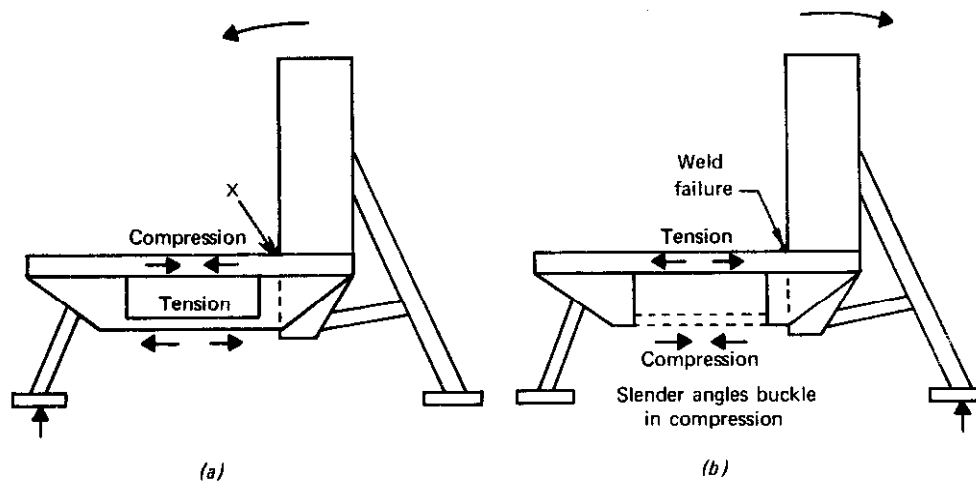 X
Compression
Tension
(a)
Weld
failure
Tension
Compression
Slender angles buckle
in compression
(b)